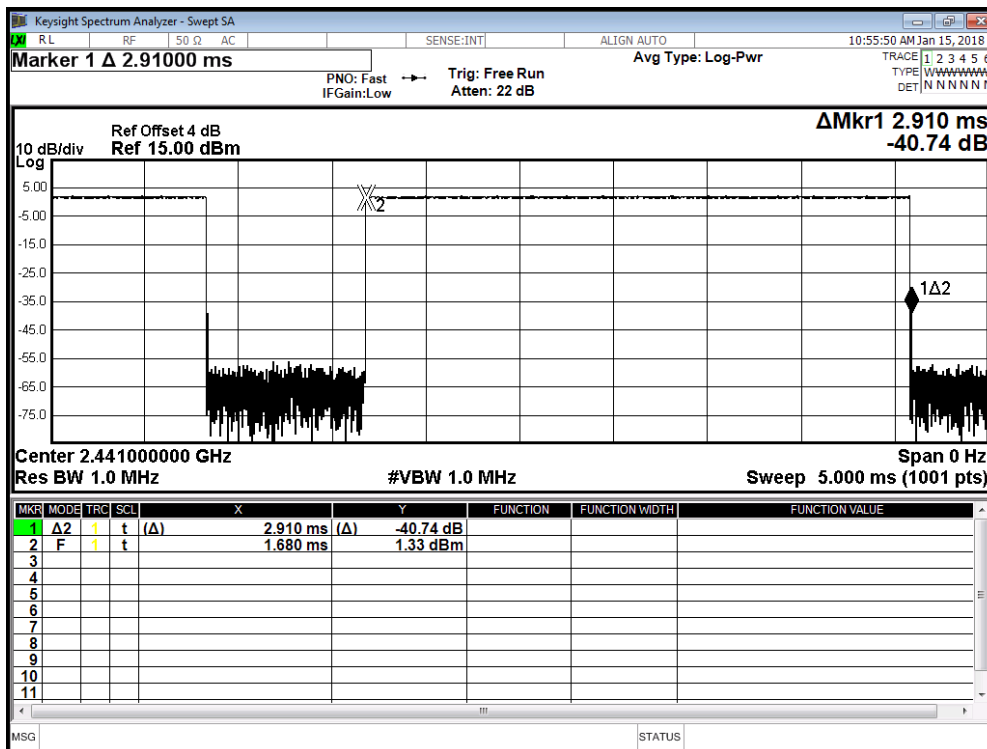 Keysight Spectrum Analyzer - Swept SA
LXI RL RF 50 Ω AC SENSE:INT ALIGN AUTO 10:55:50 AM Jan 15, 2018
Marker 1 Δ 2.91000 ms Avg Type: Log-Pwr TRACE 1 2 3 4 5 6
PNO: Fast Trig: Free Run TYPE WWWWWW
IFGain:Low Atten: 22 dB DET N N N N N N
ΔMkr1 2.910 ms
Ref Offset 4 dB
10 dB/div Ref 15.00 dBm -40.74 dB
Log
5.00
-5.00
2
-15.0
-25.0
1Δ2
-35.0
-45.0
-55.0
-65.0
-75.0
Center 2.441000000 GHz Span 0 Hz
Res BW 1.0 MHz #VBW 1.0 MHz Sweep 5.000 ms (1001 pts)
MKR MODE TRC SCL X Y FUNCTION FUNCTION WIDTH FUNCTION VALUE
1 Δ2 1 t (Δ) 2.910 ms (Δ) -40.74 dB
2 F 1 t 1.680 ms 1.33 dBm
3
4
5
6
7
8
9
10
11
MSG STATUS